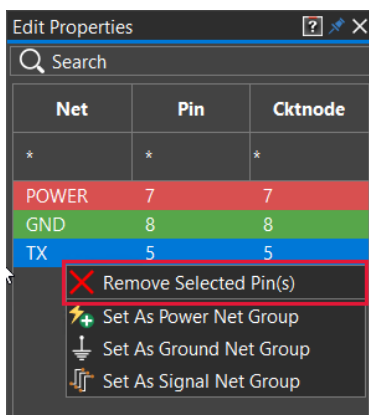 Edit Properties ?
Search
Net Pin Cktnode
* * *
POWER 7 7
GND 8 8
TX 5 5
Remove Selected Pin(s)
Set As Power Net Group
Set As Ground Net Group
Set As Signal Net Group